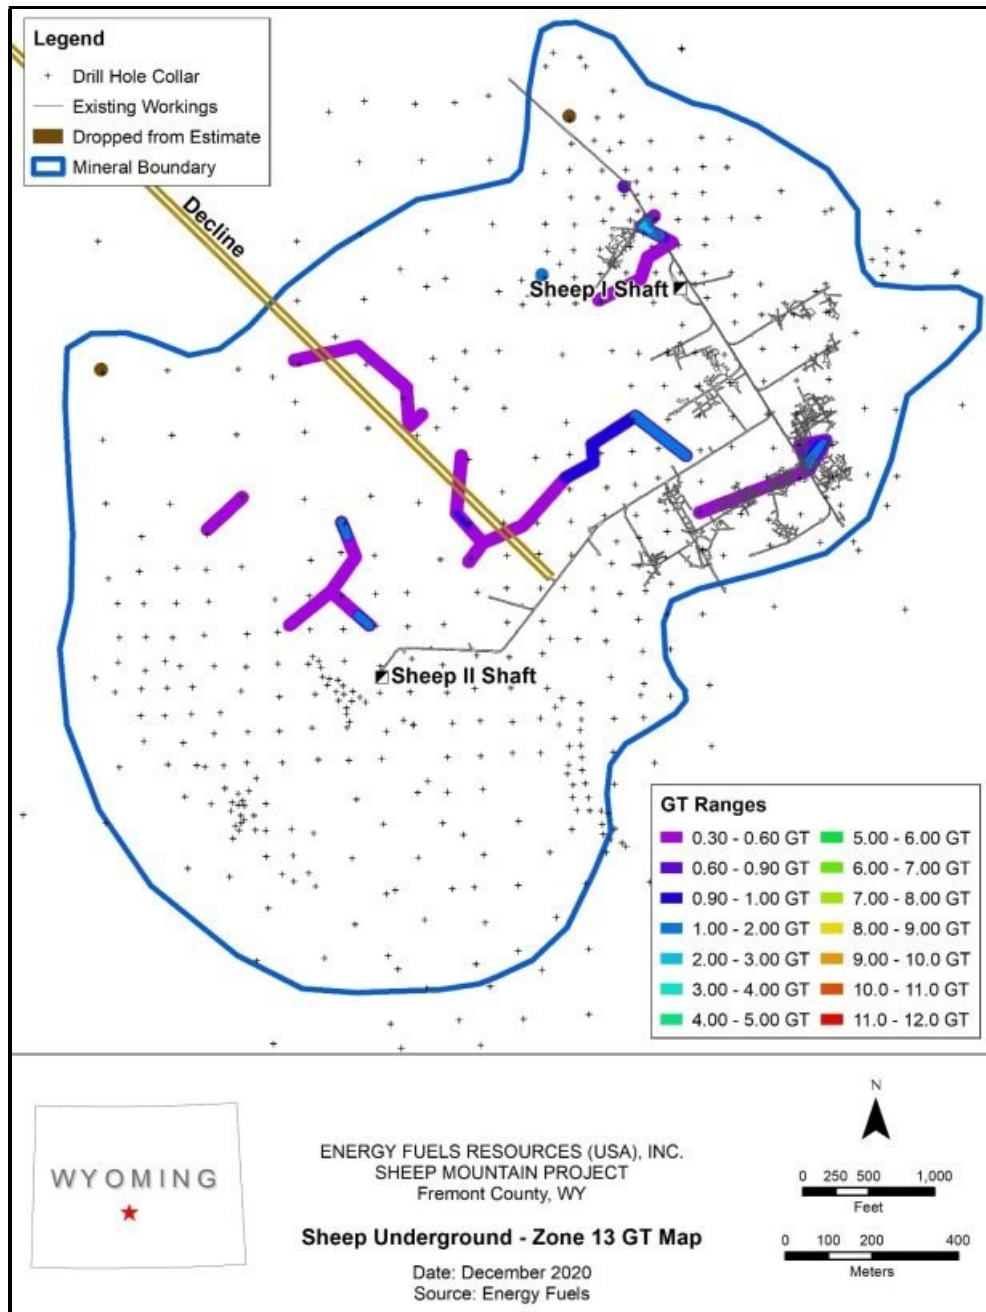 Legend
Drill Hole Collar
Existing Workings
Dropped from Estimate
Mineral Boundary
Decline
Sheep I Shaft
Sheep II Shaft
GT Ranges
0.30 - 0.60 GT
0.60 - 0.90 GT
0.90 - 1.00 GT
1.00 - 2.00 GT
2.00 - 3.00 GT
3.00 - 4.00 GT
4.00 - 5.00 GT
5.00 - 6.00 GT
6.00 - 7.00 GT
7.00 - 8.00 GT
8.00 - 9.00 GT
9.00 - 10.0 GT
10.0 - 11.0 GT
11.0 - 12.0 GT
WYOMING
ENERGY FUELS RESOURCES (USA), INC.
SHEEP MOUNTAIN PROJECT
Fremont County, WY
Sheep Underground - Zone 13 GT Map
Date: December 2020
Source: Energy Fuels
N
0 250 500 1,000
Feet
0 100 200 400
Meters